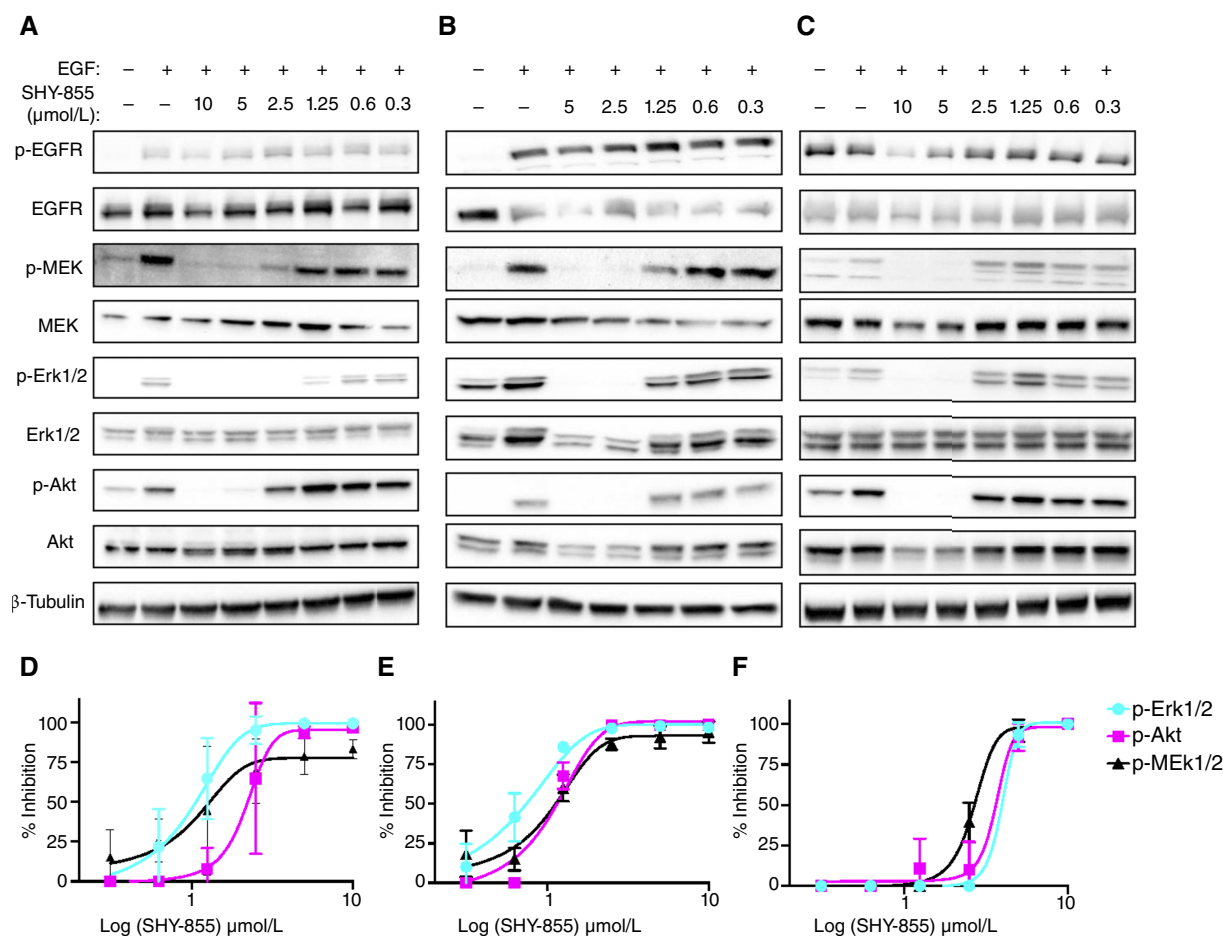 A
B
C
EGF: – + + + + + + +
– + + + + + + +
– + + + + + + +
SHY-855
(μmol/L): – – 10 5 2.5 1.25 0.6 0.3
– – 5 2.5 1.25 0.6 0.3
– – 10 5 2.5 1.25 0.6 0.3
p-EGFR
EGFR
p-MEK
MEK
p-Erk1/2
Erk1/2
p-Akt
Akt
β-Tubulin
D
E
F
% Inhibition
100
75
50
25
0
1
10
Log (SHY-855) μmol/L
% Inhibition
100
75
50
25
0
1
10
Log (SHY-855) μmol/L
% Inhibition
100
75
50
25
0
1
10
Log (SHY-855) μmol/L
p-Erk1/2
p-Akt
p-MEk1/2